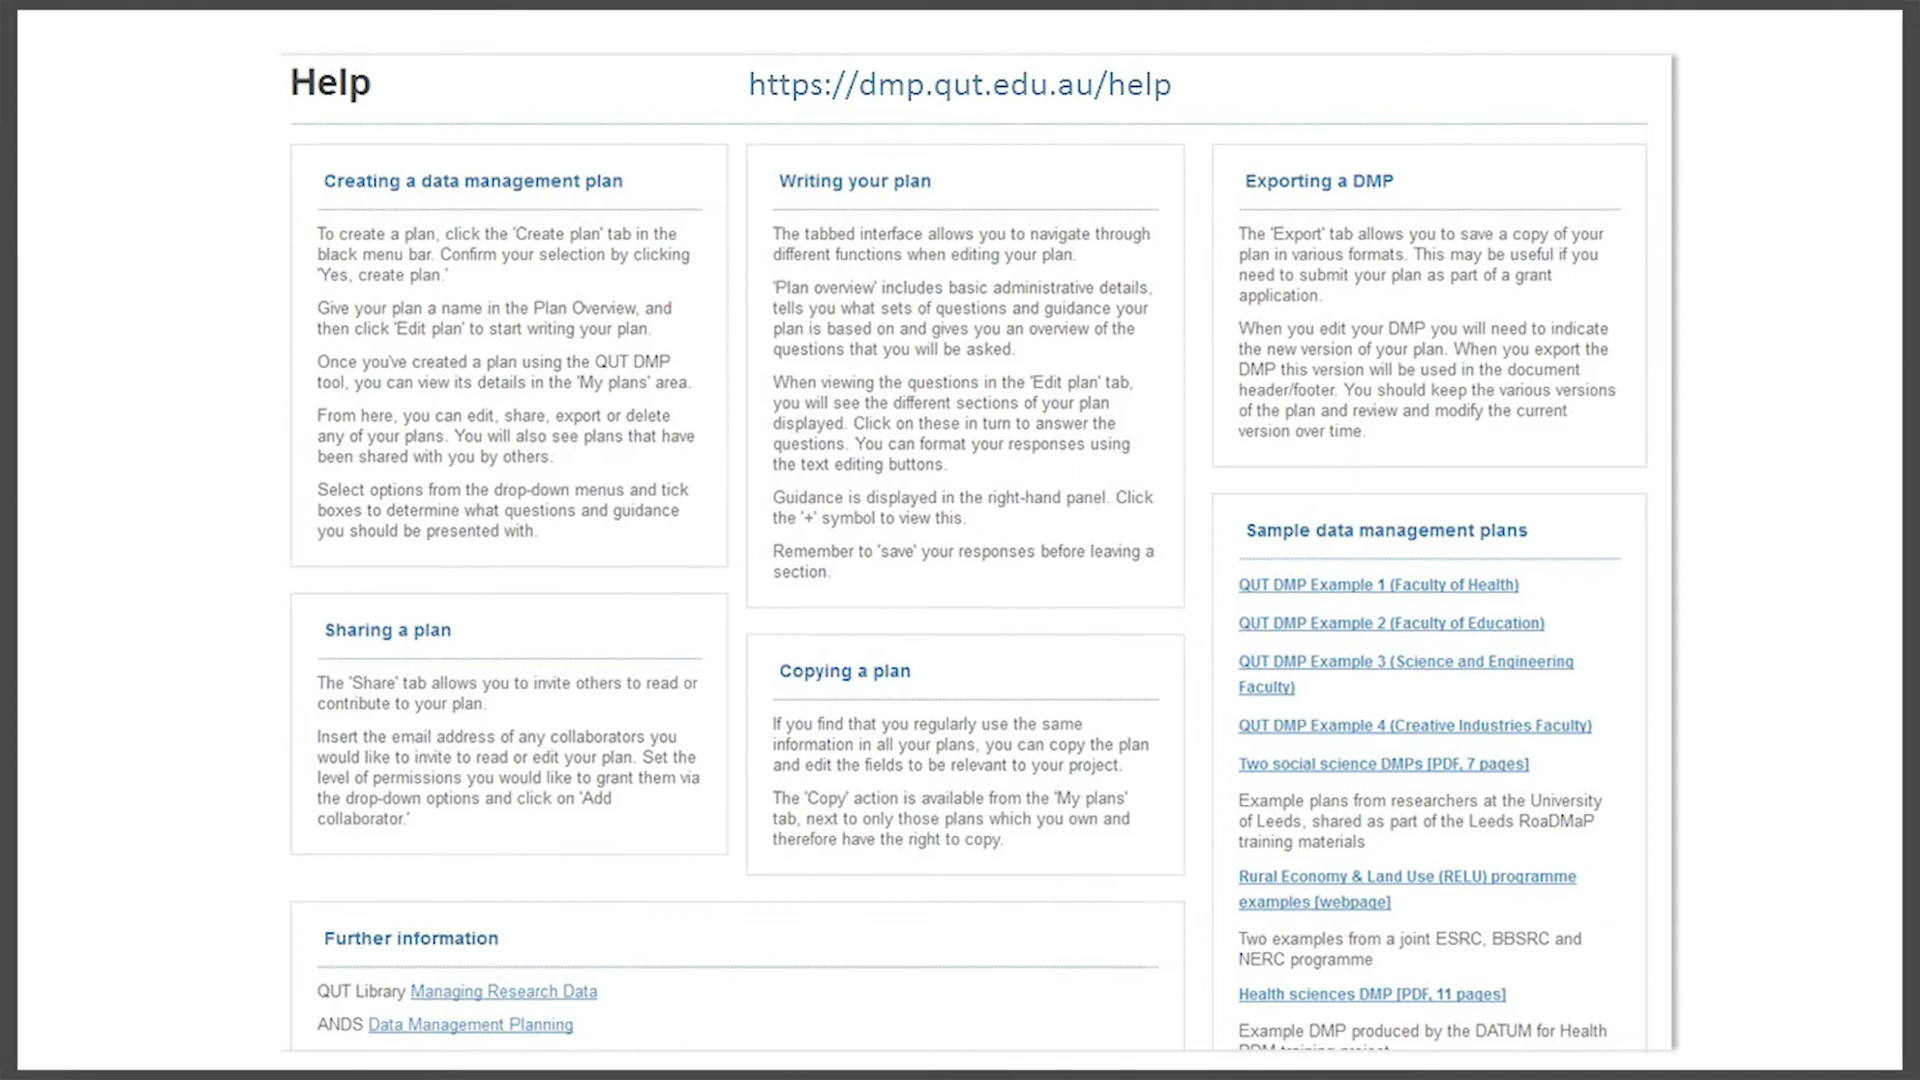 Help
https://dmp.qut.edu.au/help
Creating a data management plan
To create a plan, click the 'Create plan' tab in the
black menu bar. Confirm your selection by clicking
'Yes, create plan.'
Give your plan a name in the Plan Overview, and
then click 'Edit plan' to start writing your plan.
Once you've created a plan using the QUT DMP
tool, you can view its details in the 'My plans' area.
From here, you can edit, share, export or delete
any of your plans. You will also see plans that have
been shared with you by others.
Select options from the drop-down menus and tick
boxes to determine what questions and guidance
you should be presented with.
Sharing a plan
The 'Share' tab allows you to invite others to read or
contribute to your plan.
Insert the email address of any collaborators you
would like to invite to read or edit your plan. Set the
level of permissions you would like to grant them via
the drop-down options and click on 'Add
collaborator.'
Writing your plan
The tabbed interface allows you to navigate through
different functions when editing your plan.
'Plan overview' includes basic administrative details,
tells you what sets of questions and guidance your
plan is based on and gives you an overview of the
questions that you will be asked.
When viewing the questions in the 'Edit plan' tab,
you will see the different sections of your plan
displayed. Click on these in turn to answer the
questions. You can format your responses using
the text editing buttons.
Guidance is displayed in the right-hand panel. Click
the '+' symbol to view this.
Remember to 'save' your responses before leaving a
section.
Copying a plan
If you find that you regularly use the same
information in all your plans, you can copy the plan
and edit the fields to be relevant to your project.
The 'Copy' action is available from the 'My plans'
tab, next to only those plans which you own and
therefore have the right to copy.
Further information
QUT Library Managing Research Data
ANDS Data Management Planning
Exporting a DMP
The 'Export' tab allows you to save a copy of your
plan in various formats. This may be useful if you
need to submit your plan as part of a grant
application.
When you edit your DMP you will need to indicate
the new version of your plan. When you export the
DMP this version will be used in the document
header/footer. You should keep the various versions
of the plan and review and modify the current
version over time.
Sample data management plans
QUT DMP Example 1 (Faculty of Health)
QUT DMP Example 2 (Faculty of Education)
QUT DMP Example 3 (Science and Engineering
Faculty)
QUT DMP Example 4 (Creative Industries Faculty)
Two social science DMPs [PDF, 7 pages]
Example plans from researchers at the University
of Leeds, shared as part of the Leeds RoaDMaP
training materials
Rural Economy & Land Use (RELU) programme
examples [webpage]
Two examples from a joint ESRC, BBSRC and
NERC programme
Health sciences DMP [PDF, 11 pages]
Example DMP produced by the DATUM for Health